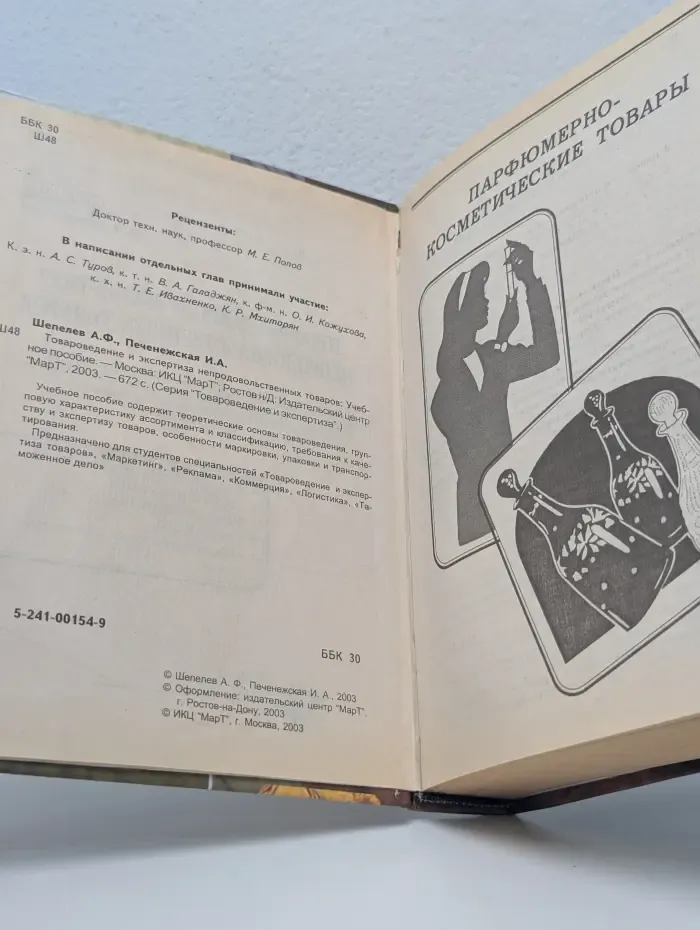 ББК 30
Ш48
Рецензенты:
Доктор техн. наук, профессор М. Е. Попов
В написании отдельных глав принимали участие:
К. э. н. А. С. Туров, к. т. н. В. А. Галаджян, к. ф-м. н. О. И. Кожухова,
к. х. н. Т. Е. Ивахненко, К. Р. Мхитарян
Шепелев А.Ф., Печенежская И.А.
Ш48 Товароведение и экспертиза непродовольственных товаров: Учеб-
ное пособие. — Москва: ИКЦ "МарТ"; Ростов н/Д: Издательский центр
"МарТ". 2003. — 672 с. (Серия "Товароведение и экспертиза".)
Учебное пособие содержит теоретические основы товароведения, груп-
повую характеристику ассортимента и классификацию, требования к каче-
ству и экспертизу товаров, особенности маркировки, упаковки и транспор-
тирования.
Предназначено для студентов специальностей «Товароведение и экспер-
тиза товаров», «Маркетинг», «Реклама», «Коммерция», «Логистика», «Та-
моженное дело»
5-241-00154-9
ББК 30
© Шепелев А. Ф., Печенежская И. А., 2003
© Оформление: издательский центр "МарТ".
г. Ростов-на-Дону, 2003
© ИКЦ "МарТ", г. Москва, 2003
ПАРФЮМЕРНО-
КОСМЕТИЧЕСКИЕ ТОВАРЫ